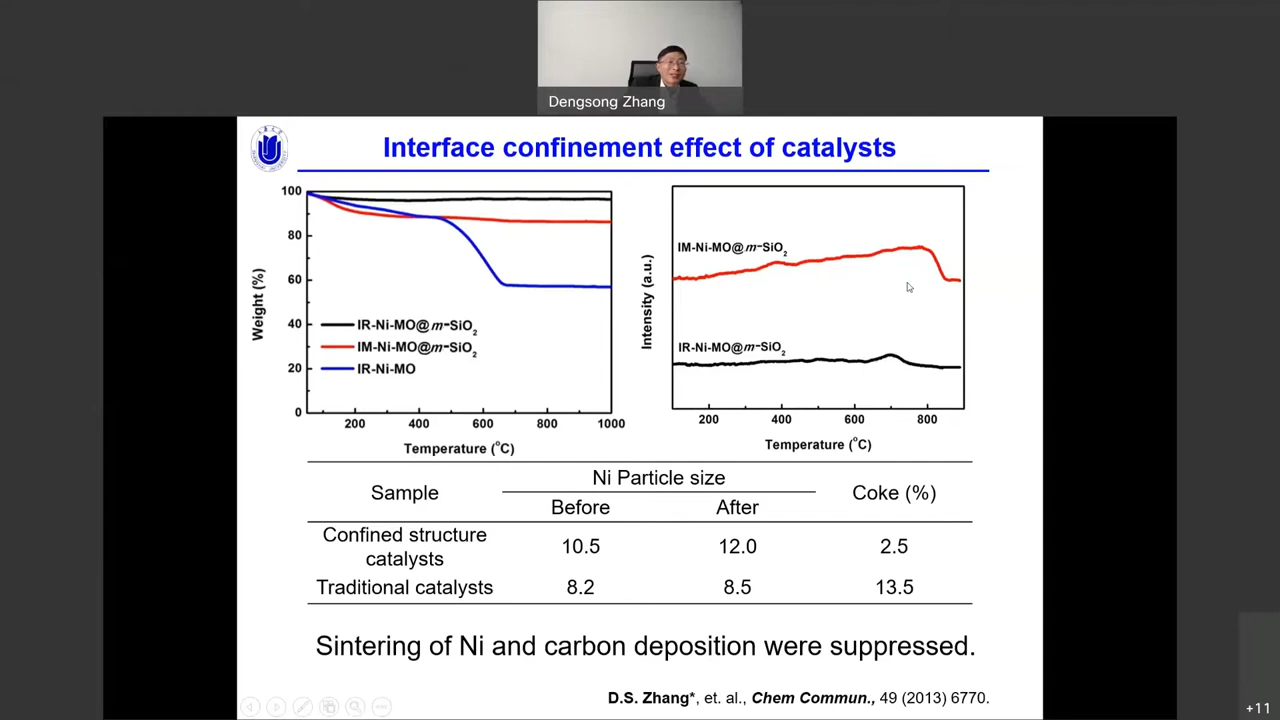 Dengsong Zhang
Interface confinement effect of catalysts
100
80
60
40
20
0
Weight (%)
IR-Ni-MO@m-SiO2
IM-Ni-MO@m-SiO2
IR-Ni-MO
200 400 600 800 1000
Temperature (°C)
Intensity (a.u.)
IM-Ni-MO@m-SiO2
IR-Ni-MO@m-SiO2
200 400 600 800
Temperature (°C)
Sample
Ni Particle size
Before After
Coke (%)
Confined structure
catalysts
10.5 12.0 2.5
Traditional catalysts 8.2 8.5 13.5
Sintering of Ni and carbon deposition were suppressed.
D.S. Zhang*, et. al., Chem Commun., 49 (2013) 6770.
+11